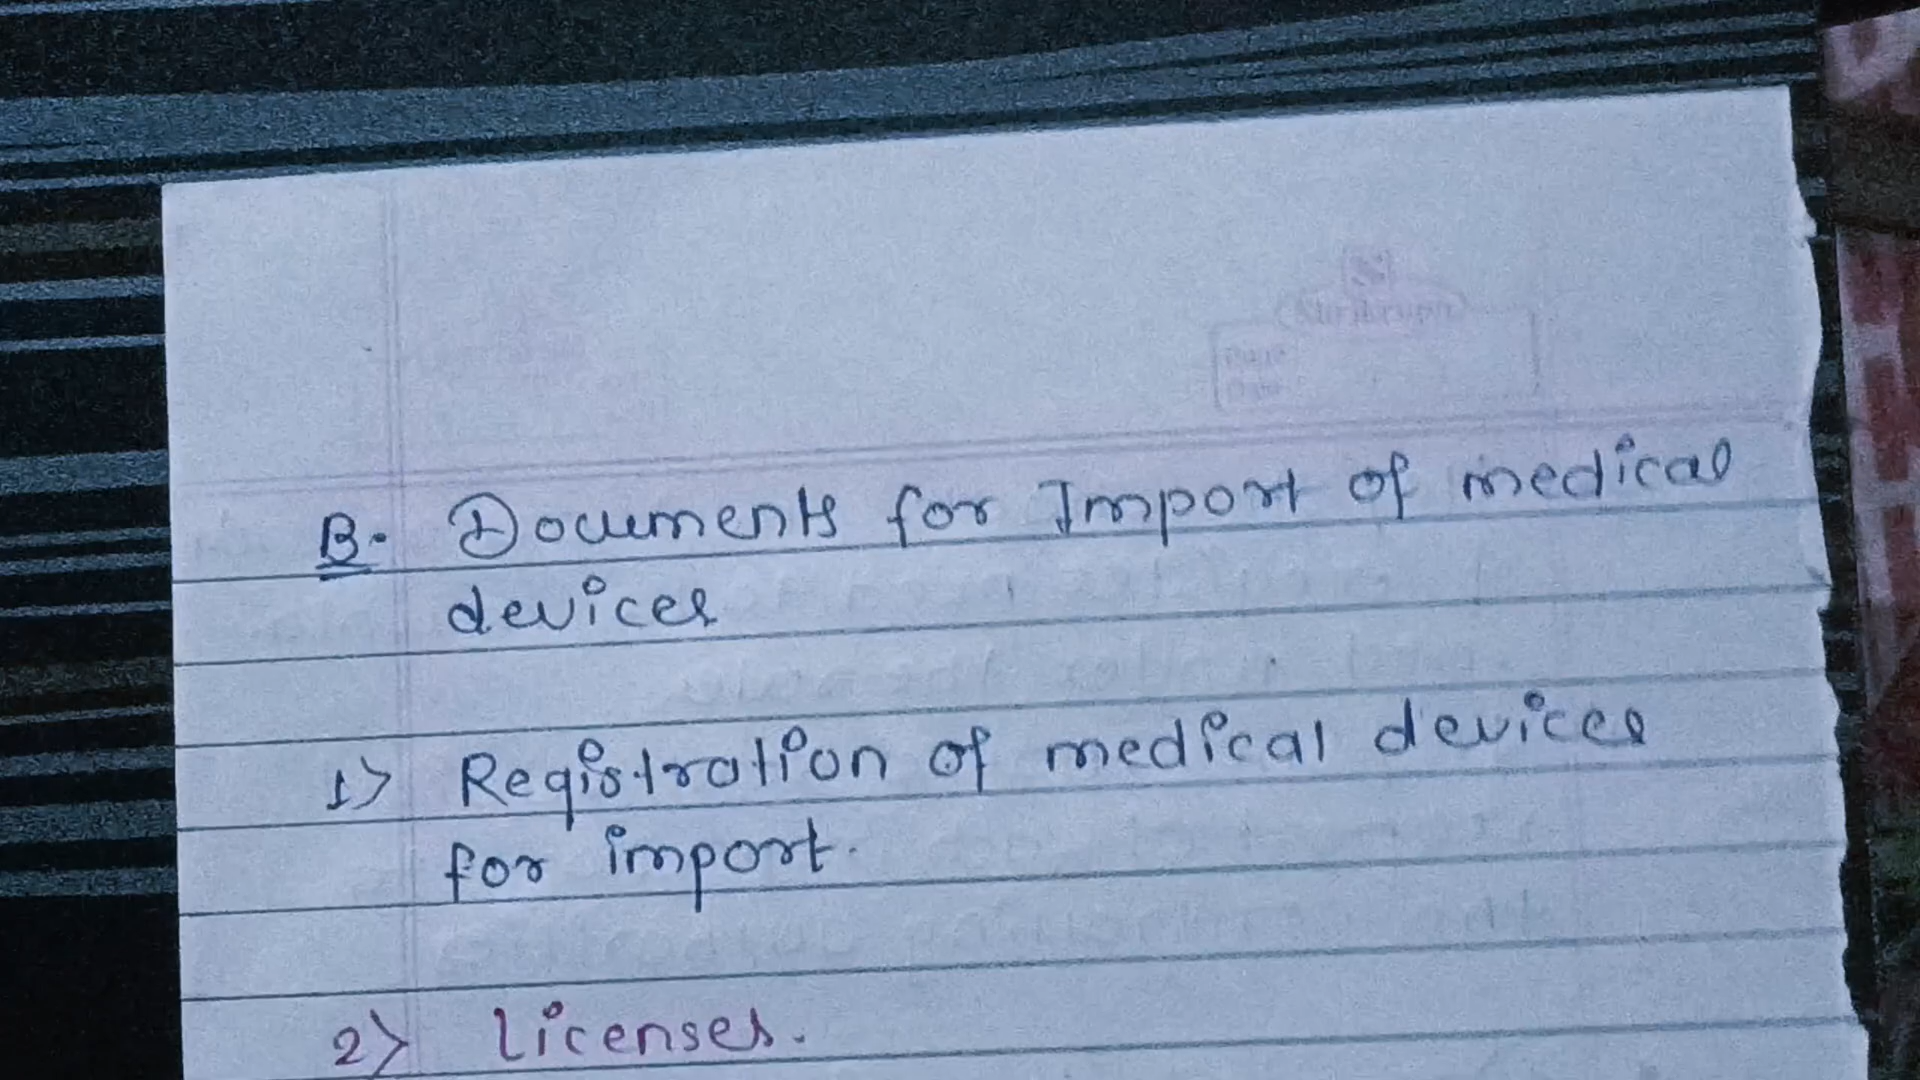 B. Documents for Import of medical
devices
1> Registration of medical devices
for import.
2> Licenses.